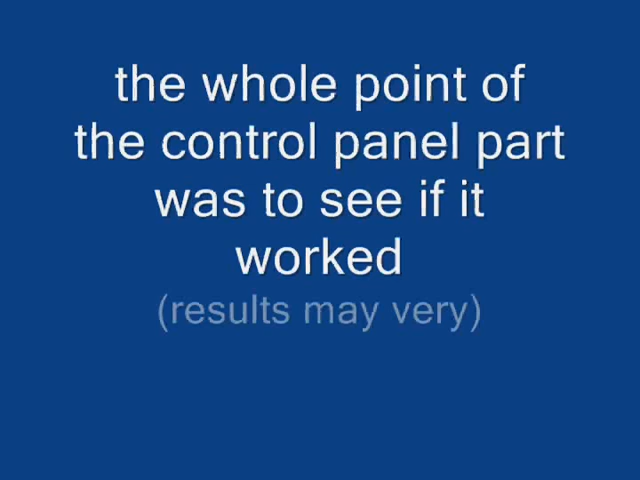 the whole point of
the control panel part
was to see if it
worked
(results may very)